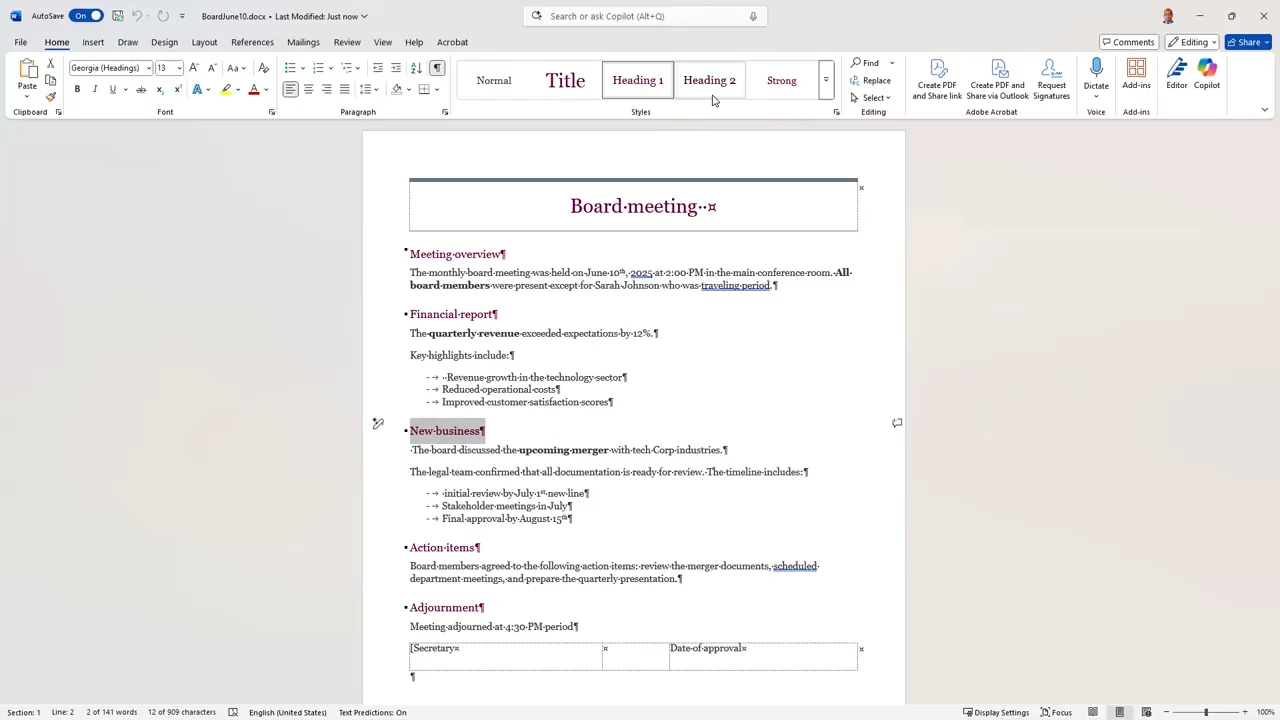 AutoSave On BoardJune10.docx • Last Modified: Just now Search or ask Copilot (Alt+Q)
File Home Insert Draw Design Layout References Mailings Review View Help Acrobat Comments Editing Share
Paste Georgia (Headings) 13 Normal Title Heading 1 Heading 2 Strong Find Replace Select Create PDF and Share link Create PDF and Share via Outlook Request Signatures Dictate Add-ins Editor Copilot
Clipboard Font Paragraph Styles Editing Adobe Acrobat Voice Add-ins
Board·meeting··¤
Meeting·overview¶
The·monthly·board·meeting·was·held·on·June·10th,·2025·at·2:00·PM·in·the·main·conference·room.·All·
board·members·were·present·except·for·Sarah·Johnson·who·was·traveling·period.¶
Financial·report¶
The·quarterly·revenue·exceeded·expectations·by·12%.¶
Key·highlights·include:¶
-→··Revenue·growth·in·the·technology·sector¶
-→Reduced·operational·costs¶
-→Improved·customer·satisfaction·scores¶
New·business¶
·The·board·discussed·the·upcoming·merger·with·tech·Corp·industries.¶
The·legal·team·confirmed·that·all·documentation·is·ready·for·review.·The·timeline·includes:¶
-→·initial·review·by·July·1st·new·line¶
-→Stakeholder·meetings·in·July¶
-→Final·approval·by·August·15th¶
Action·items¶
Board·members·agreed·to·the·following·action·items:·review·the·merger·documents,·scheduled·
department·meetings,·and·prepare·the·quarterly·presentation.¶
Adjournment¶
Meeting·adjourned·at·4:30·PM·period¶
[Secretary¤ ¤ Date·of·approval¤ ¤
¶
Section: 1 Line: 2 2 of 141 words 12 of 909 characters English (United States) Text Predictions: On Display Settings Focus 100%